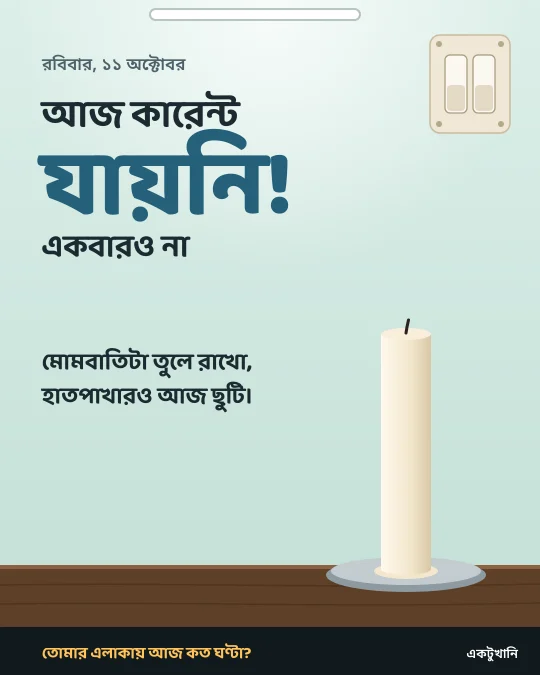 রবিবার, ১১ অক্টোবর
আজ কারেন্ট
যায়নি!
একবারও না
মোমবাতিটা তুলে রাখো,
হাতপাখারও আজ ছুটি।
তোমার এলাকায় আজ কত ঘণ্টা?
একটুখানি